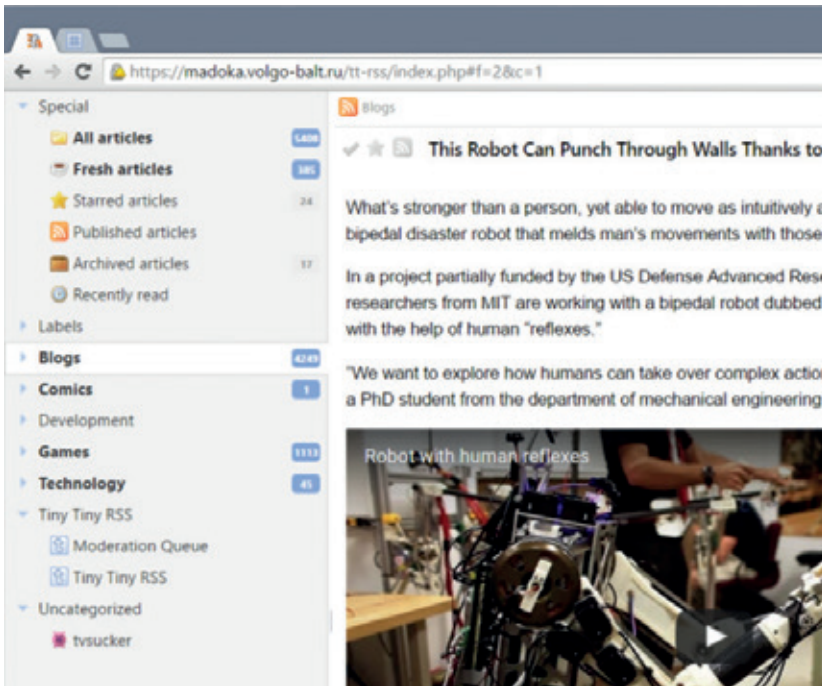 https://madoka.volgo-balt.ru/tt-rss/index.php#f=2&c=1
Special
All articles 5408
Fresh articles 385
Starred articles 24
Published articles
Archived articles 17
Recently read
Labels
Blogs 4249
Comics 1
Development
Games 1113
Technology 45
Tiny Tiny RSS
Moderation Queue
Tiny Tiny RSS
Uncategorized
tvsucker
Blogs
This Robot Can Punch Through Walls Thanks to
What's stronger than a person, yet able to move as intuitively a
bipedal disaster robot that melds man's movements with those
In a project partially funded by the US Defense Advanced Rese
researchers from MIT are working with a bipedal robot dubbed
with the help of human "reflexes."
"We want to explore how humans can take over complex action
a PhD student from the department of mechanical engineering
Robot with human reflexes